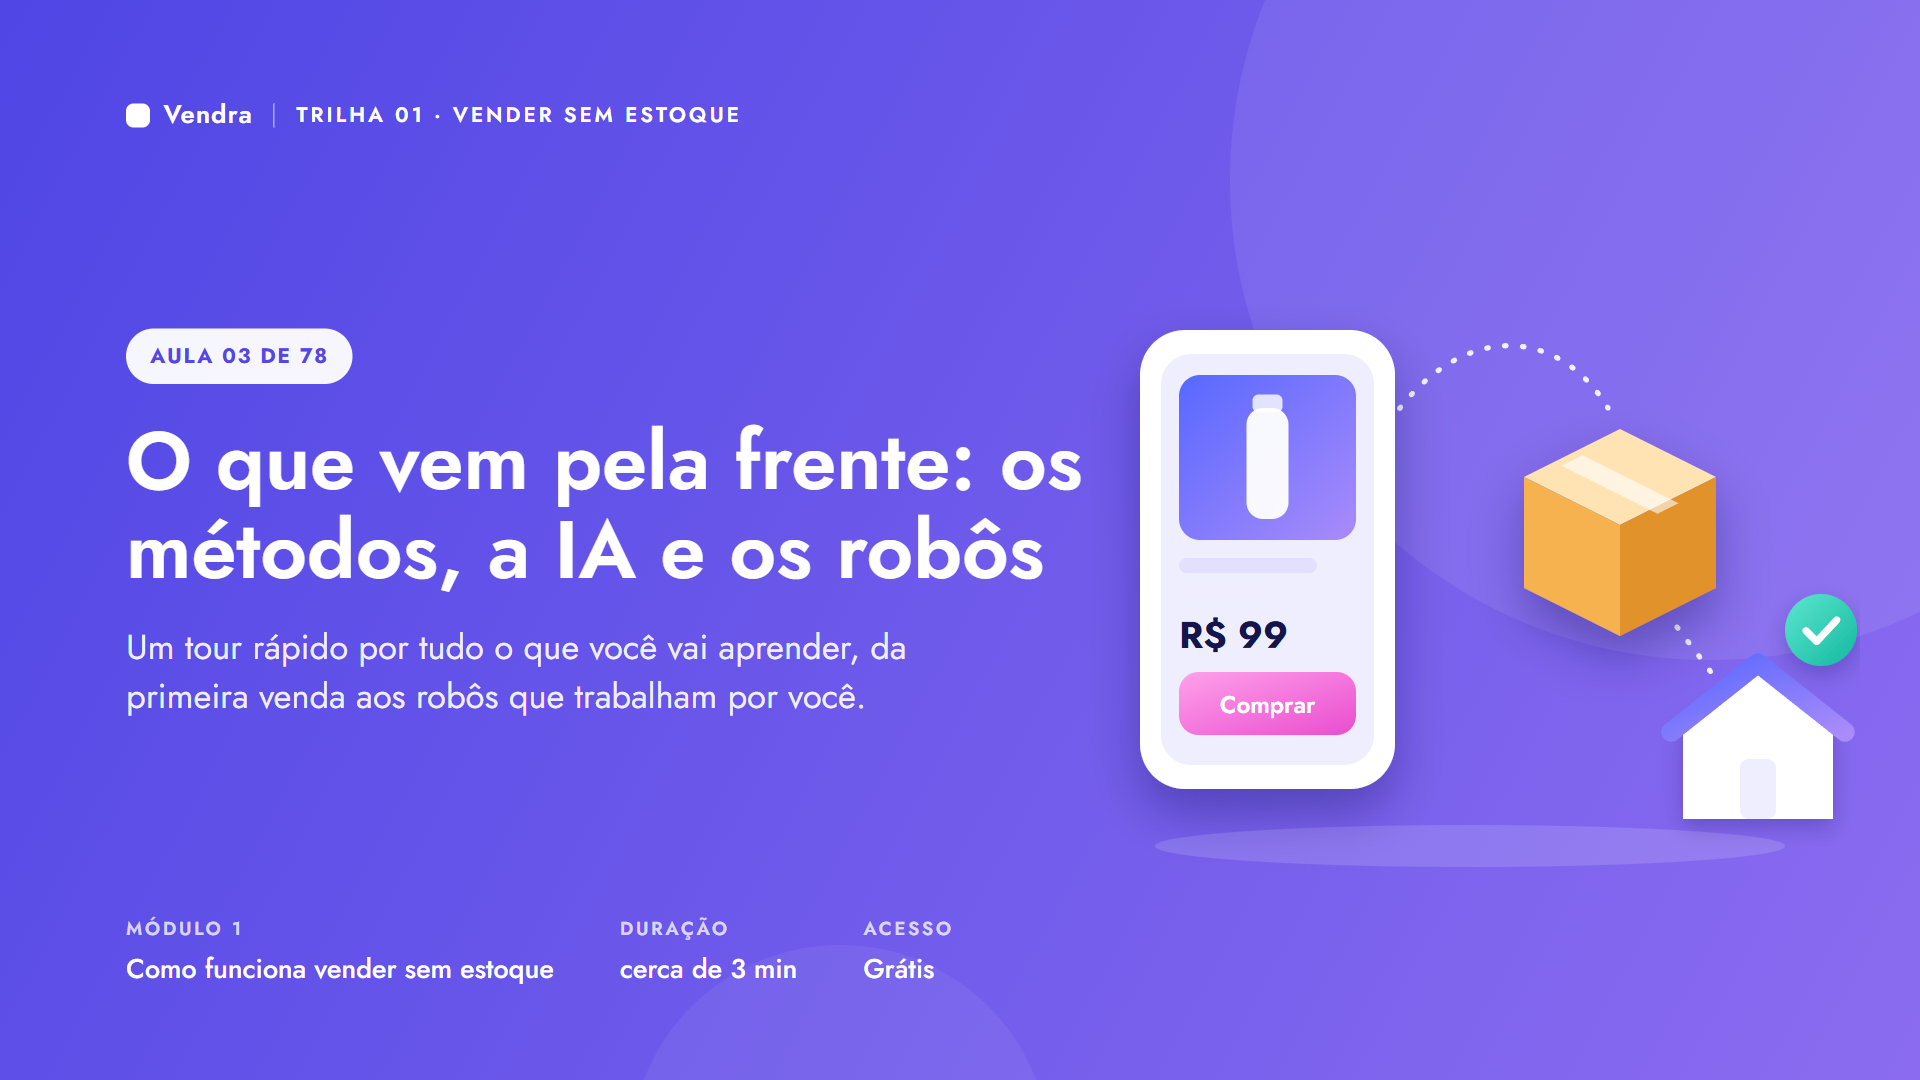 Vendra
TRILHA 01 · VENDER SEM ESTOQUE
AULA 03 DE 78
O que vem pela frente: os
métodos, a IA e os robôs
Um tour rápido por tudo o que você vai aprender, da
primeira venda aos robôs que trabalham por você.
R$ 99
Comprar
MÓDULO 1
Como funciona vender sem estoque
DURAÇÃO
cerca de 3 min
ACESSO
Grátis